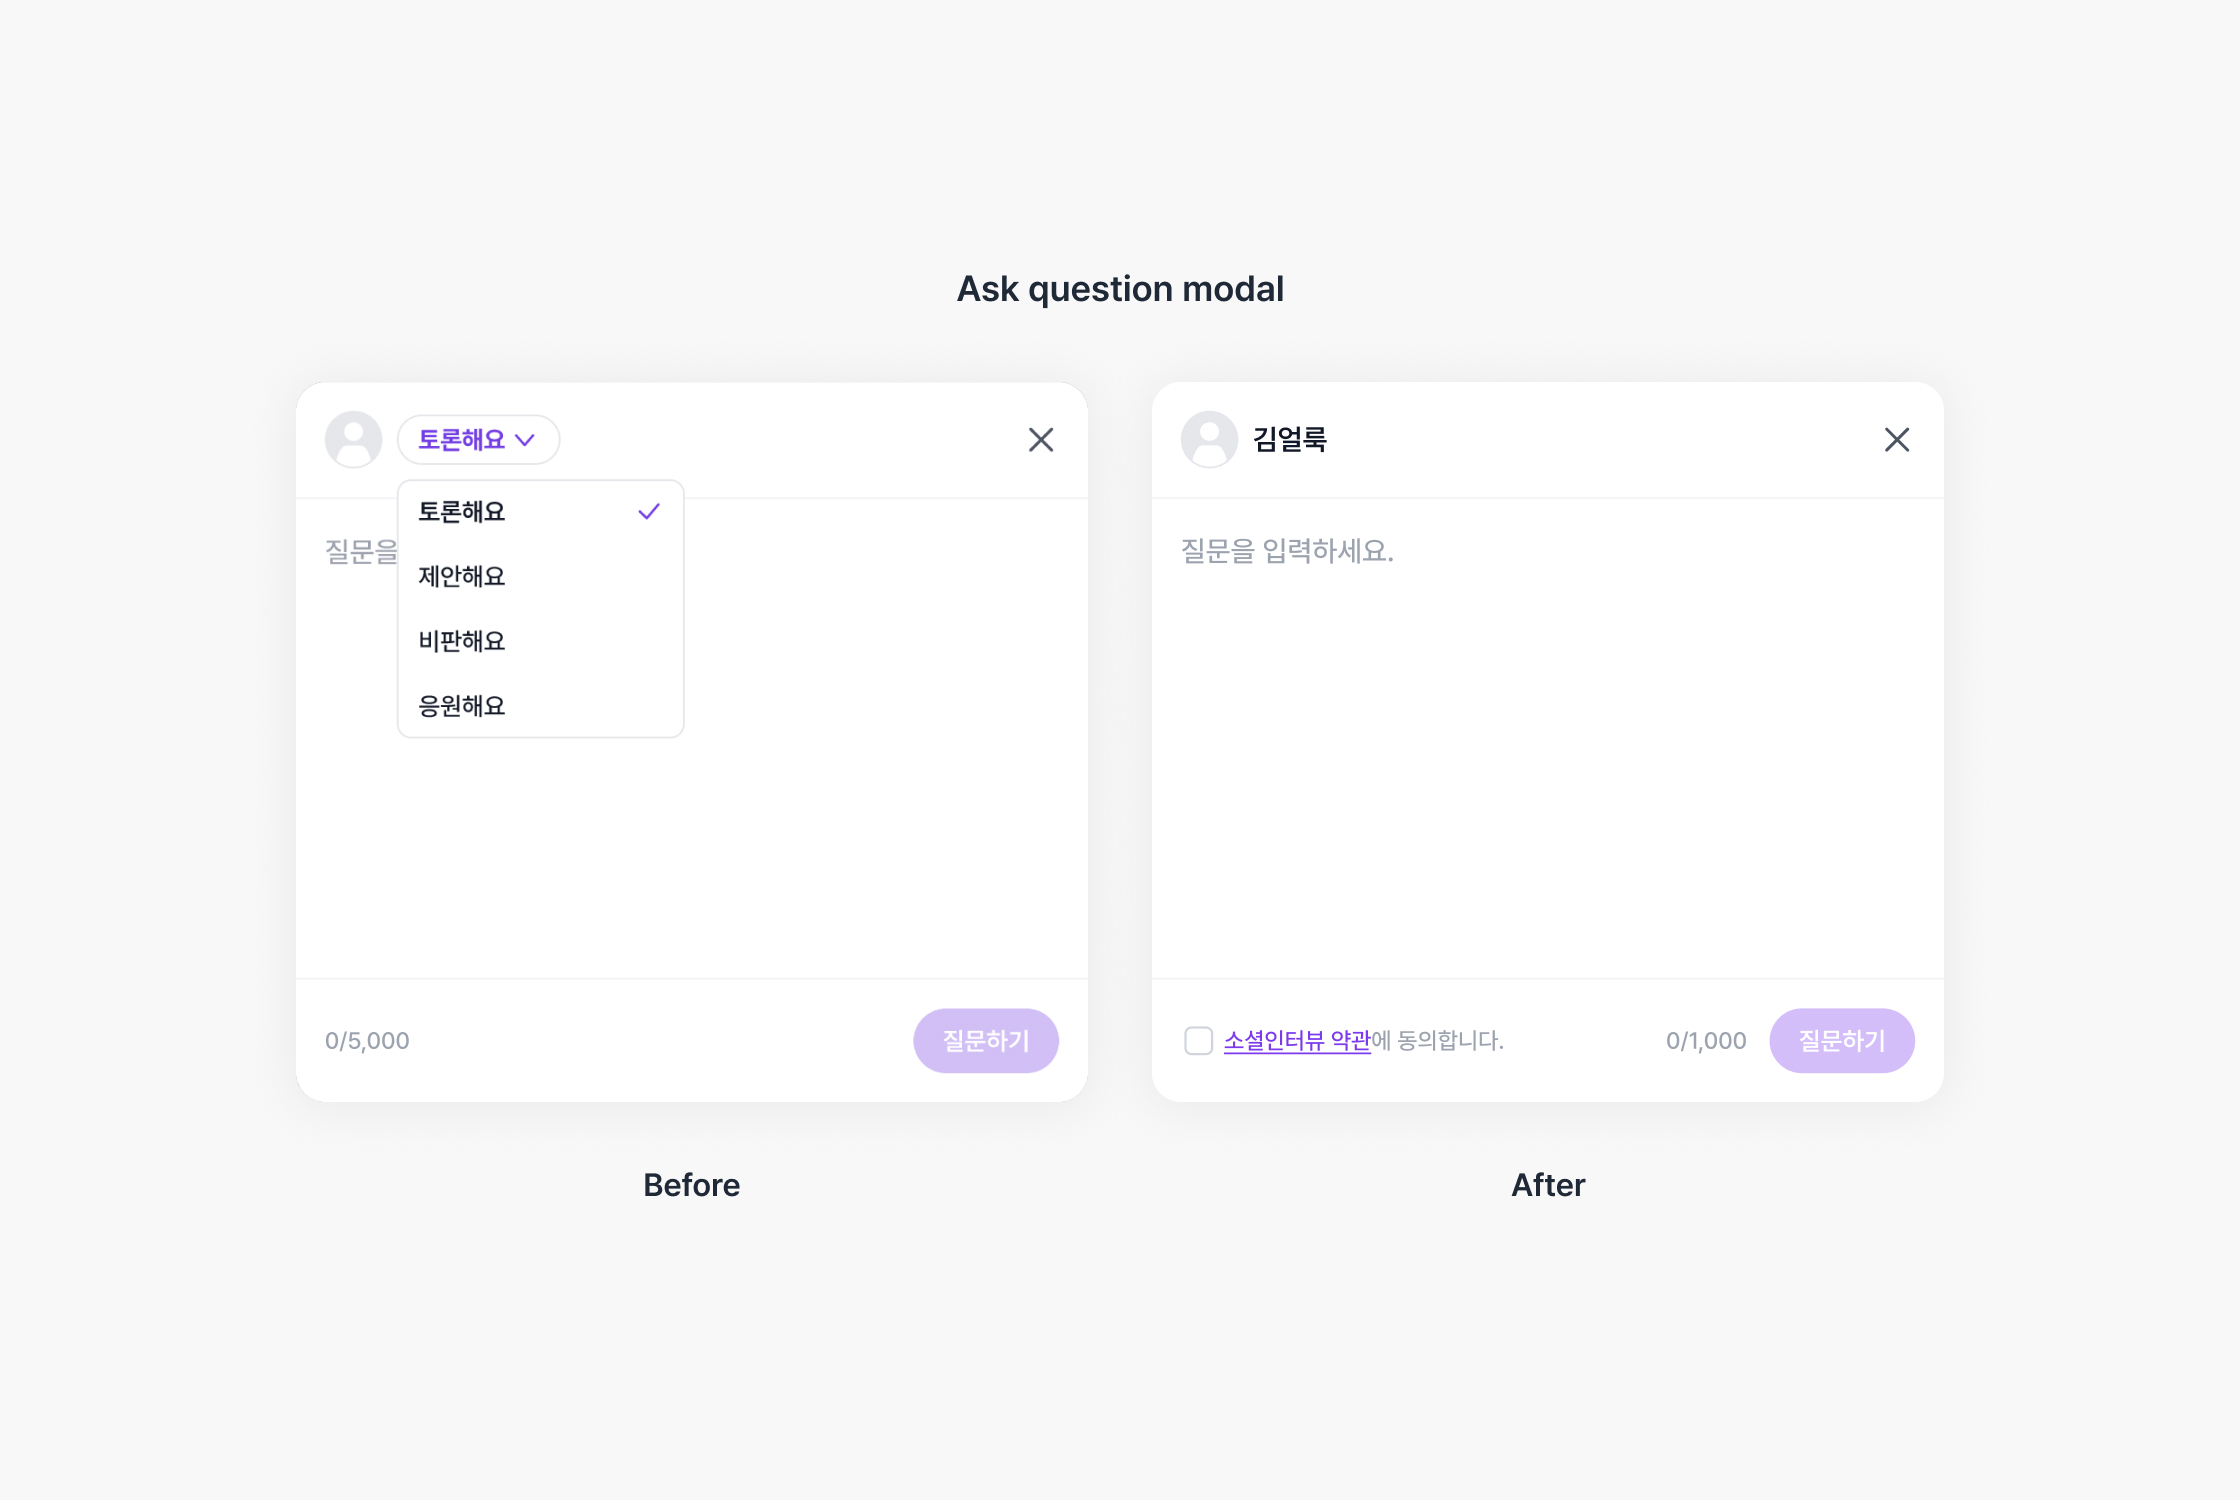 Ask question modal
토론해요
토론해요
제안해요
비판해요
응원해요
질문을
0/5,000
질문하기
Before
김얼룩
질문을 입력하세요.
소셜인터뷰 약관에 동의합니다.
0/1,000
질문하기
After